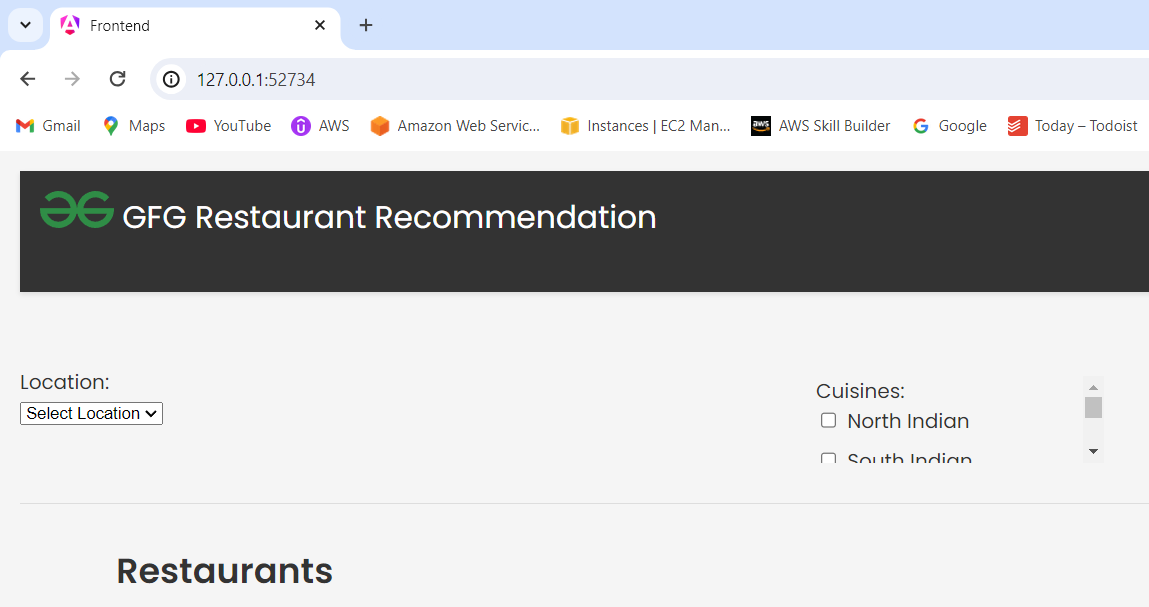 Frontend
127.0.0.1:52734
Gmail Maps YouTube AWS Amazon Web Servic... Instances | EC2 Man... AWS Skill Builder Google Today – Todoist
GFG Restaurant Recommendation
Location:
Select Location
Cuisines:
North Indian
South Indian
Restaurants